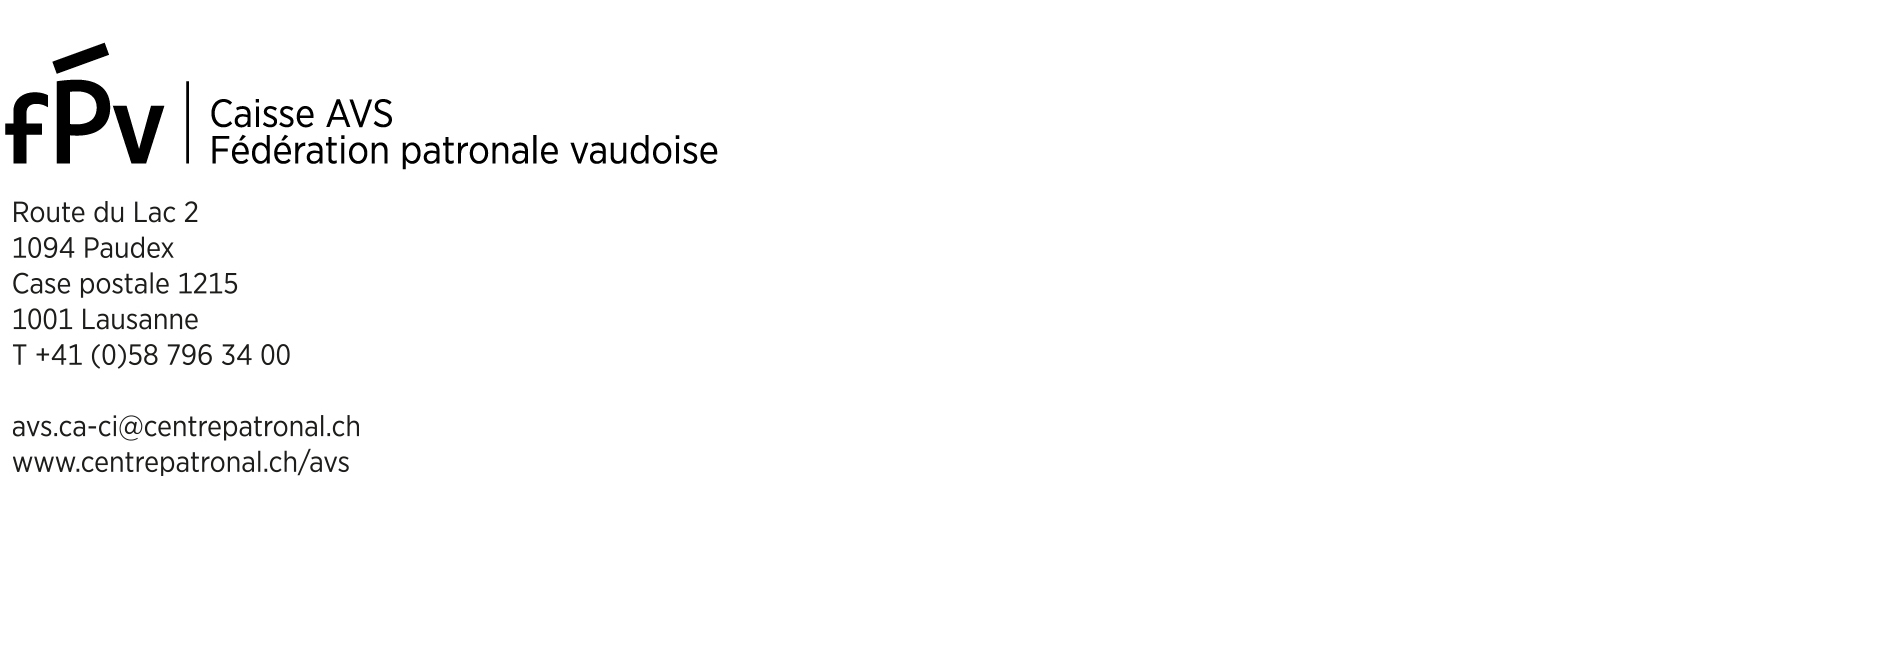 fPv
Caisse AVS
Fédération patronale vaudoise
Route du Lac 2
1094 Paudex
Case postale 1215
1001 Lausanne
T +41 (0)58 796 34 00
avs.ca-ci@centrepatronal.ch
www.centrepatronal.ch/avs